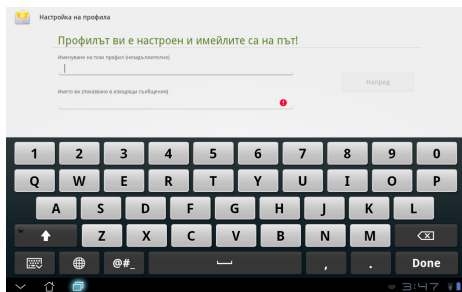 Настройка на профила
Профилът ви е настроен и имейлите са на път!
Именуване на този профил (незадължително)
Напред
Името ви (показвано в изходящи съобщения)
1 2 3 4 5 6 7 8 9 0
Q W E R T Y U I O P
A S D F G H J K L
Z X C V B N M
@#_ , . Done
3:47